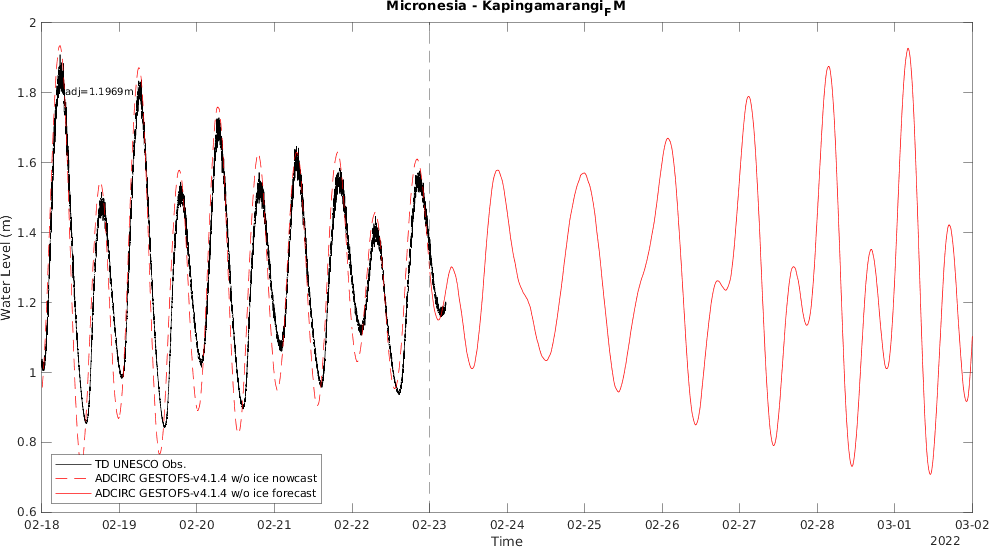 Micronesia - Kapingamarangi_FM
Water Level (m)
2
1.8
1.6
1.4
1.2
1
0.8
0.6
adj=1.1969m
TD UNESCO Obs.
ADCIRC GESTOFS-v4.1.4 w/o ice nowcast
ADCIRC GESTOFS-v4.1.4 w/o ice forecast
02-18 02-19 02-20 02-21 02-22 02-23 02-24 02-25 02-26 02-27 02-28 03-01 03-02
Time
2022